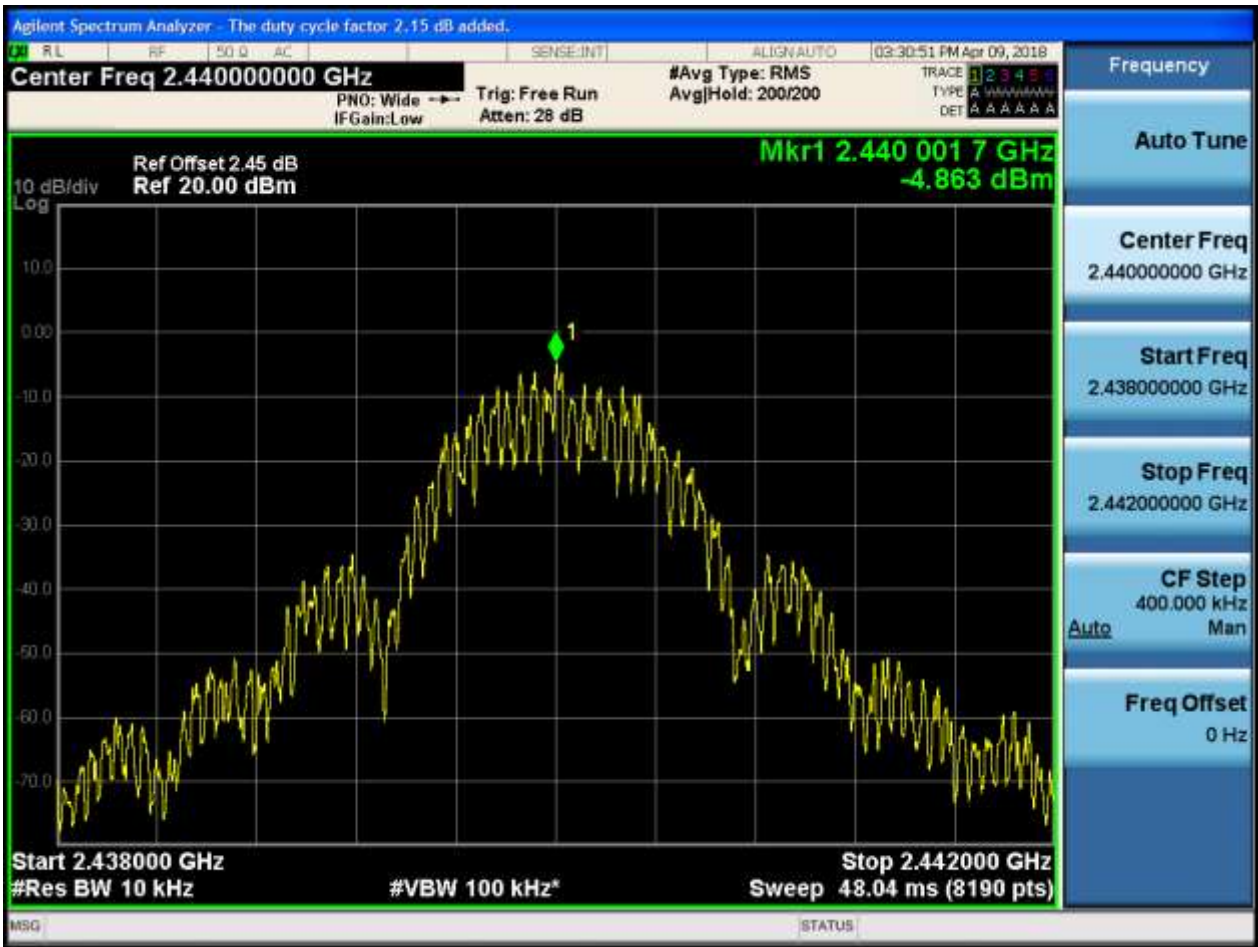 Agilent Spectrum Analyzer - The duty cycle factor 2.15 dB added.
RL RF 50 Ω AC SENSE:INT ALIGN AUTO 03:30:51 PM Apr 09, 2018
Center Freq 2.440000000 GHz
PNO: Wide
IFGain:Low
Trig: Free Run
Atten: 28 dB
#Avg Type: RMS
Avg|Hold: 200/200
TRACE 1 2 3 4 5 6
TYPE A WWWWW
DET A A A A A A
Ref Offset 2.45 dB
10 dB/div Ref 20.00 dBm
Log
Mkr1 2.440 001 7 GHz
-4.863 dBm
10.0
0.00
1
-10.0
-20.0
-30.0
-40.0
-50.0
-60.0
-70.0
Start 2.438000 GHz Stop 2.442000 GHz
#Res BW 10 kHz #VBW 100 kHz* Sweep 48.04 ms (8190 pts)
MSG STATUS
Frequency
Auto Tune
Center Freq
2.440000000 GHz
Start Freq
2.438000000 GHz
Stop Freq
2.442000000 GHz
CF Step
400.000 kHz
Auto Man
Freq Offset
0 Hz